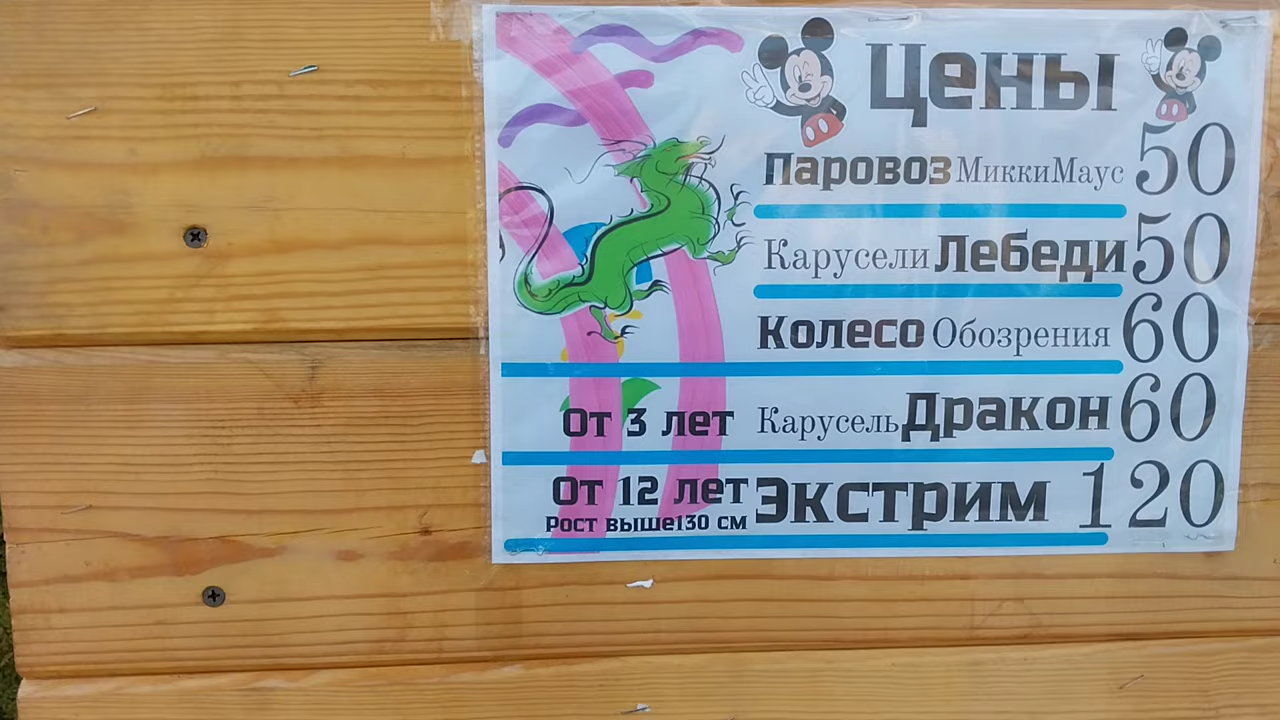 Цены
Паровоз МиккиМаус 50
Карусели Лебеди 50
Колесо Обозрения 60
От 3 лет Карусель Дракон 60
От 12 лет Экстрим 120
Рост выше130 см